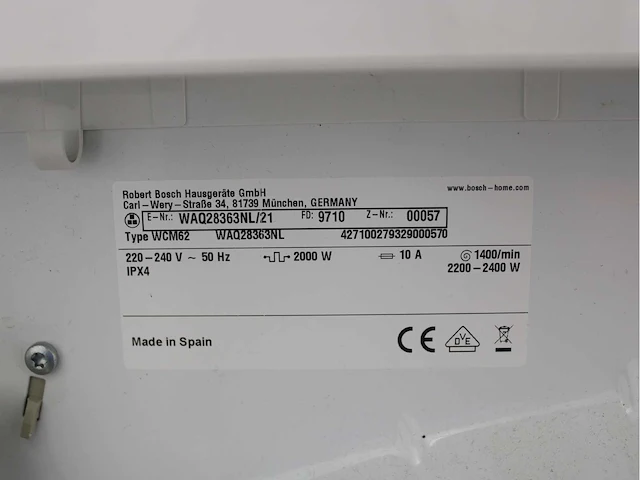 Robert Bosch Hausgeräte GmbH www.bosch-home.com
Carl-Wery-Straße 34, 81739 München, GERMANY
E-Nr.: WAQ28363NL/21 FD: 9710 Z-Nr.: 00057
Type WCM62 WAQ28363NL 427100279329000570
220-240 V ~ 50 Hz 2000 W 10 A 1400/min
IPX4 2200-2400 W
Made in Spain CE DVE